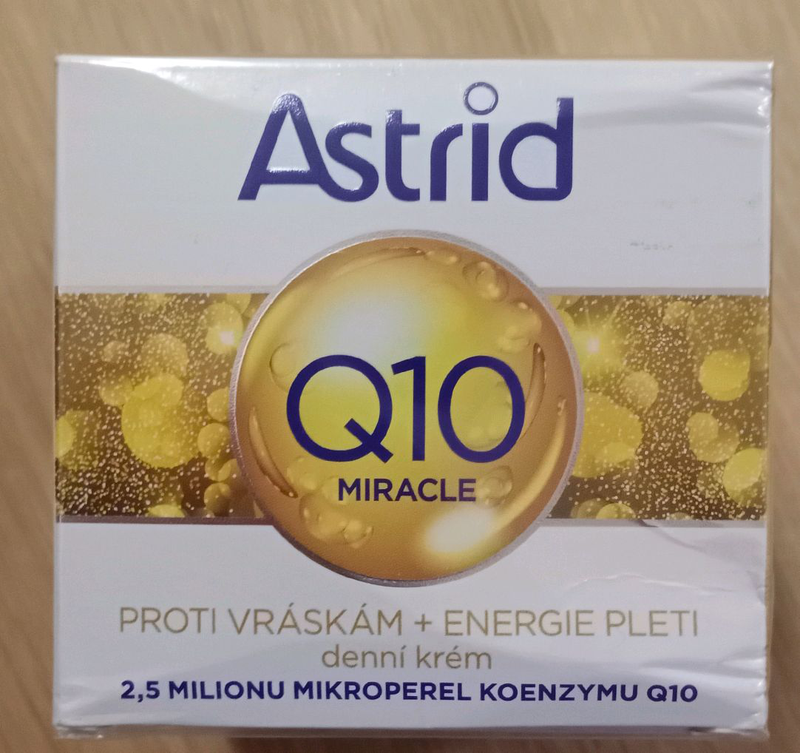 Astrid
Q10
MIRACLE
PROTI VRÁSKÁM + ENERGIE PLETI
denní krém
2,5 MILIONU MIKROPEREL KOENZYMU Q10